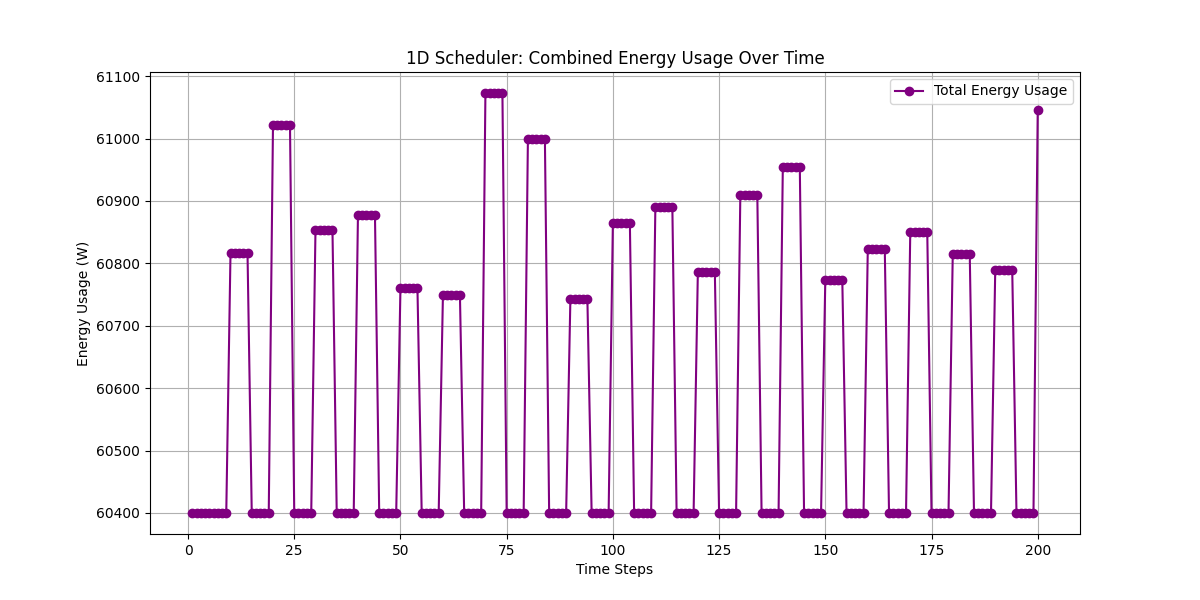 1D Scheduler: Combined Energy Usage Over Time
Total Energy Usage
Energy Usage (W)
61100
61000
60900
60800
60700
60600
60500
60400
0 25 50 75 100 125 150 175 200
Time Steps